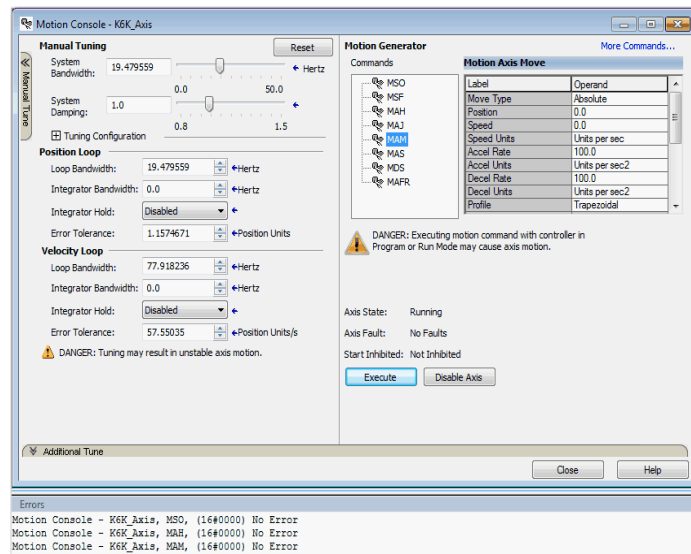 Motion Console - K6K_Axis
Manual Tuning
Reset
System Bandwidth: 19.479559 Hertz
0.0 50.0
System Damping: 1.0
0.8 1.5
Tuning Configuration
Manual Tune
Position Loop
Loop Bandwidth: 19.479559 Hertz
Integrator Bandwidth: 0.0 Hertz
Integrator Hold: Disabled
Error Tolerance: 1.1574671 Position Units
Velocity Loop
Loop Bandwidth: 77.918236 Hertz
Integrator Bandwidth: 0.0 Hertz
Integrator Hold: Disabled
Error Tolerance: 57.55035 Position Units/s
DANGER: Tuning may result in unstable axis motion.
Motion Generator
More Commands...
Commands
MSO
MSF
MAH
MAJ
MAM
MAS
MDS
MAFR
Motion Axis Move
Label Operand
Move Type Absolute
Position 0.0
Speed 0.0
Speed Units Units per sec
Accel Rate 100.0
Accel Units Units per sec2
Decel Rate 100.0
Decel Units Units per sec2
Profile Trapezoidal
DANGER: Executing motion command with controller in
Program or Run Mode may cause axis motion.
Axis State: Running
Axis Fault: No Faults
Start Inhibited: Not Inhibited
Execute Disable Axis
Additional Tune
Close Help
Errors
Motion Console - K6K_Axis, MSO, (16#0000) No Error
Motion Console - K6K_Axis, MAH, (16#0000) No Error
Motion Console - K6K_Axis, MAM, (16#0000) No Error